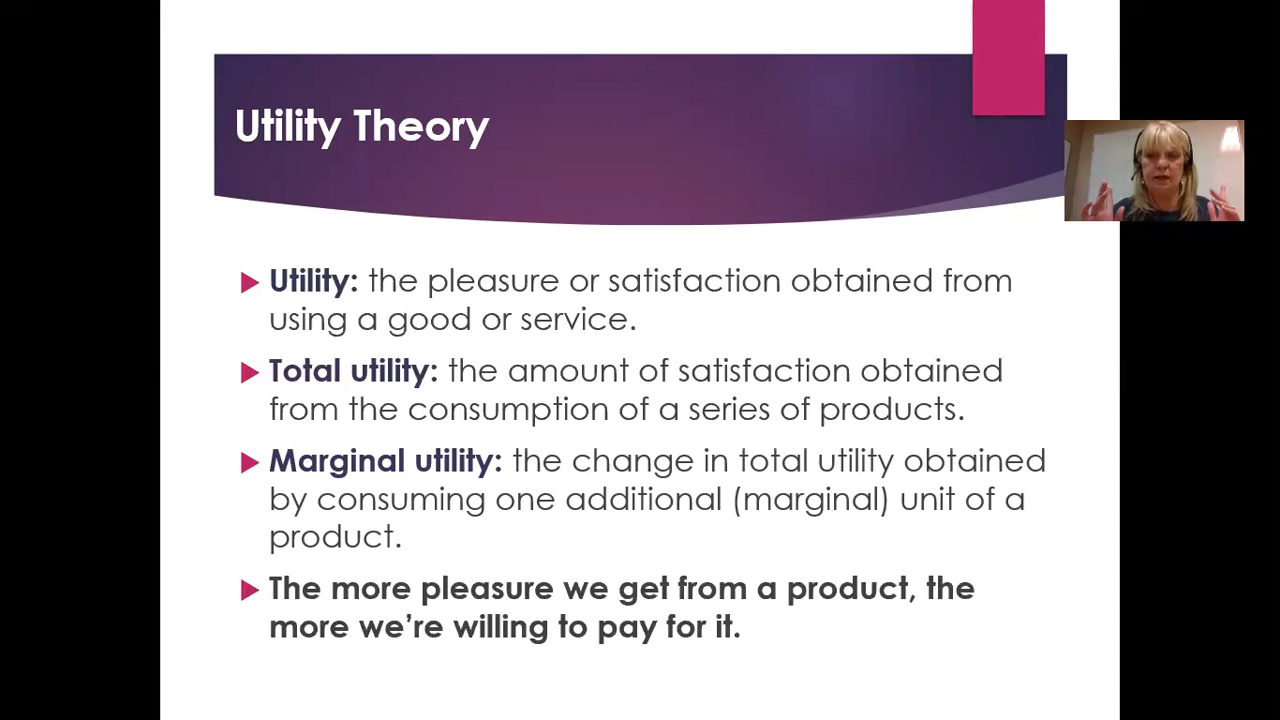 Utility Theory
Utility: the pleasure or satisfaction obtained from
using a good or service.
Total utility: the amount of satisfaction obtained
from the consumption of a series of products.
Marginal utility: the change in total utility obtained
by consuming one additional (marginal) unit of a
product.
The more pleasure we get from a product, the
more we're willing to pay for it.